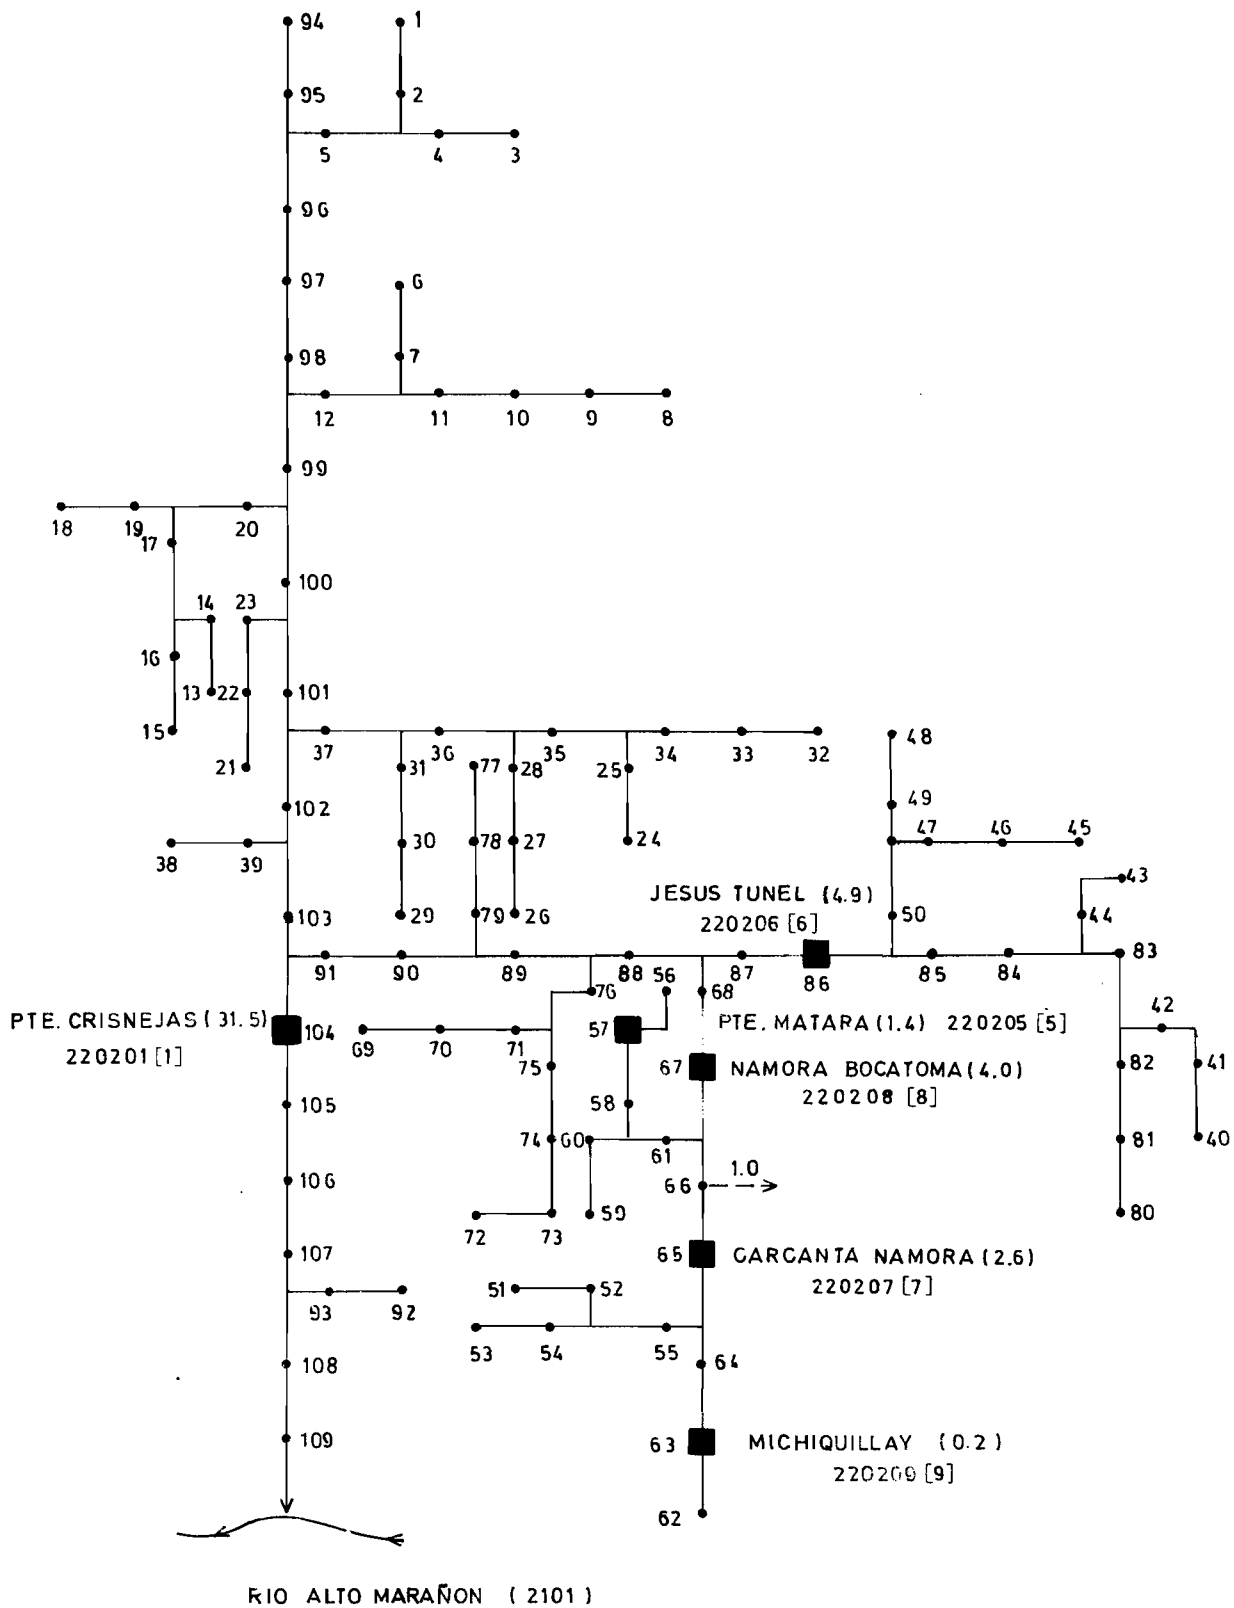 94 1
95 2
5 4 3
96
97 6
98 7
12 11 10 9 8
99
18 19 20
17
100
14 23
16
13 22 101
15 37 36 35 34 33 32
48
21 31 77 28 25
102 49
30 78 27 24 47 46 45
38 39
JESUS TUNEL (4.9) 43
220206 [6]
103 29 79 26 50 44
91 90 89 88 87 86 85 84 83
76 56 68
42
PTE. CRISNEJAS (31.5) 104 57 PTE. MATARA (1.4) 220205 [5]
220201 [1]
69 70 71
75 67 NAMORA BOCATOMA (4.0) 82 41
220208 [8]
105 58
74 60 61 81 40
1.0
106 66
72 73 59 80
107 65 GARGANTA NAMORA (2.6)
220207 [7]
93 92 51 52
53 54 55
108 64
109 63 MICHIQUILLAY (0.2)
220209 [9]
62
RIO ALTO MARAÑON (2101)